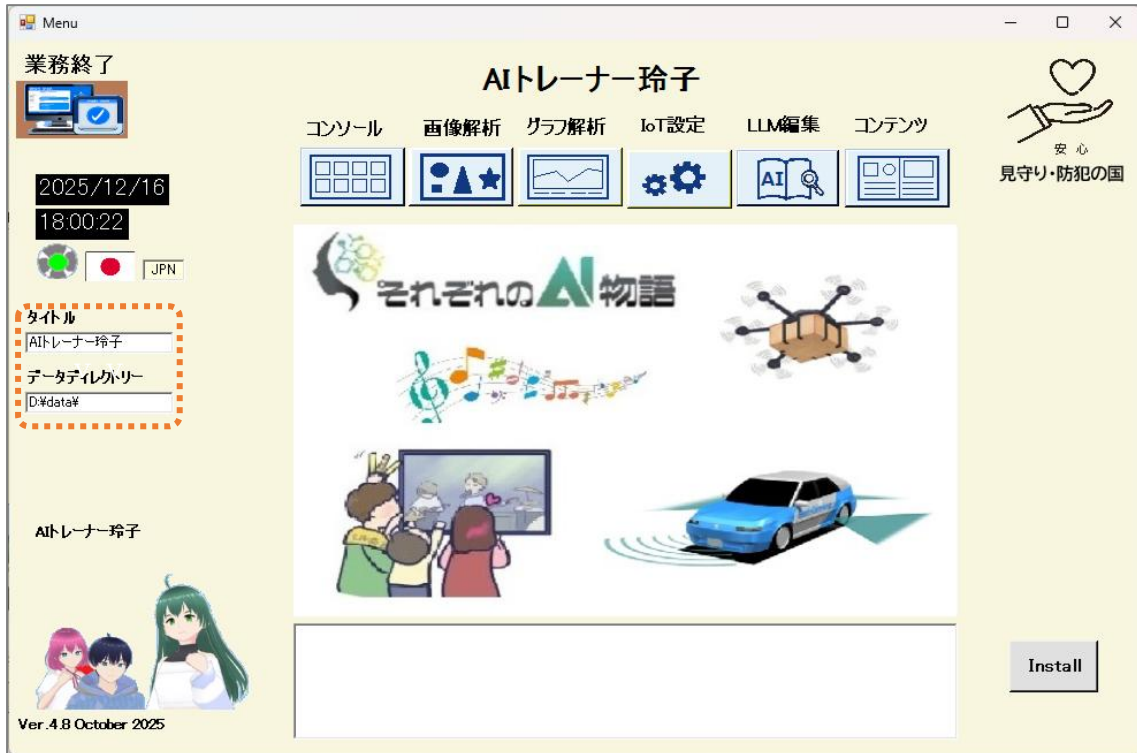 Menu
業務終了
AIトレーナー玲子
コンソール
画像解析
グラフ解析
IoT設定
LLM編集
コンテンツ
AI
安心
見守り・防犯の国
2025/12/16
18:00:22
JPN
タイトル
AIトレーナー玲子
データディレクトリー
D:¥data¥
それぞれのAI物語
AIトレーナー玲子
Install
Ver.4.8 October 2025